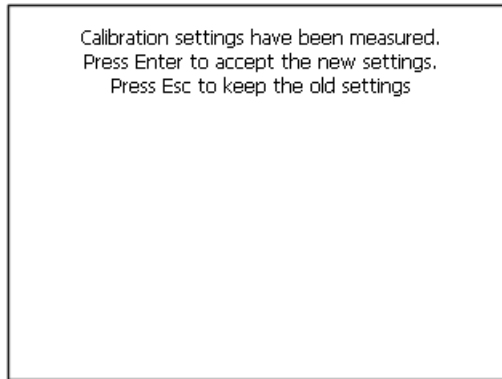 Calibration settings have been measured.
Press Enter to accept the new settings.
Press Esc to keep the old settings